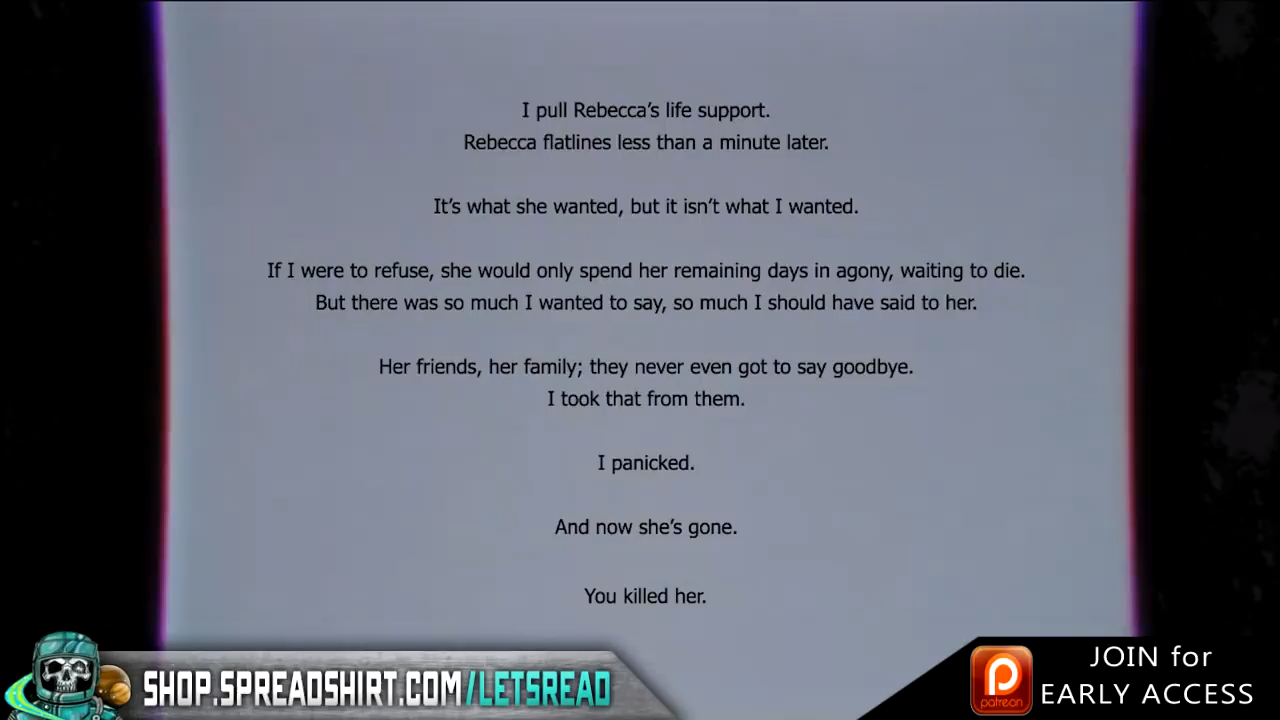 I pull Rebecca’s life support.
Rebecca flatlines less than a minute later.
It’s what she wanted, but it isn’t what I wanted.
If I were to refuse, she would only spend her remaining days in agony, waiting to die.
But there was so much I wanted to say, so much I should have said to her.
Her friends, her family; they never even got to say goodbye.
I took that from them.
I panicked.
And now she’s gone.
You killed her.
SHOP.SPREADSHIRT.COM/LETSREAD
patreon
JOIN for
EARLY ACCESS